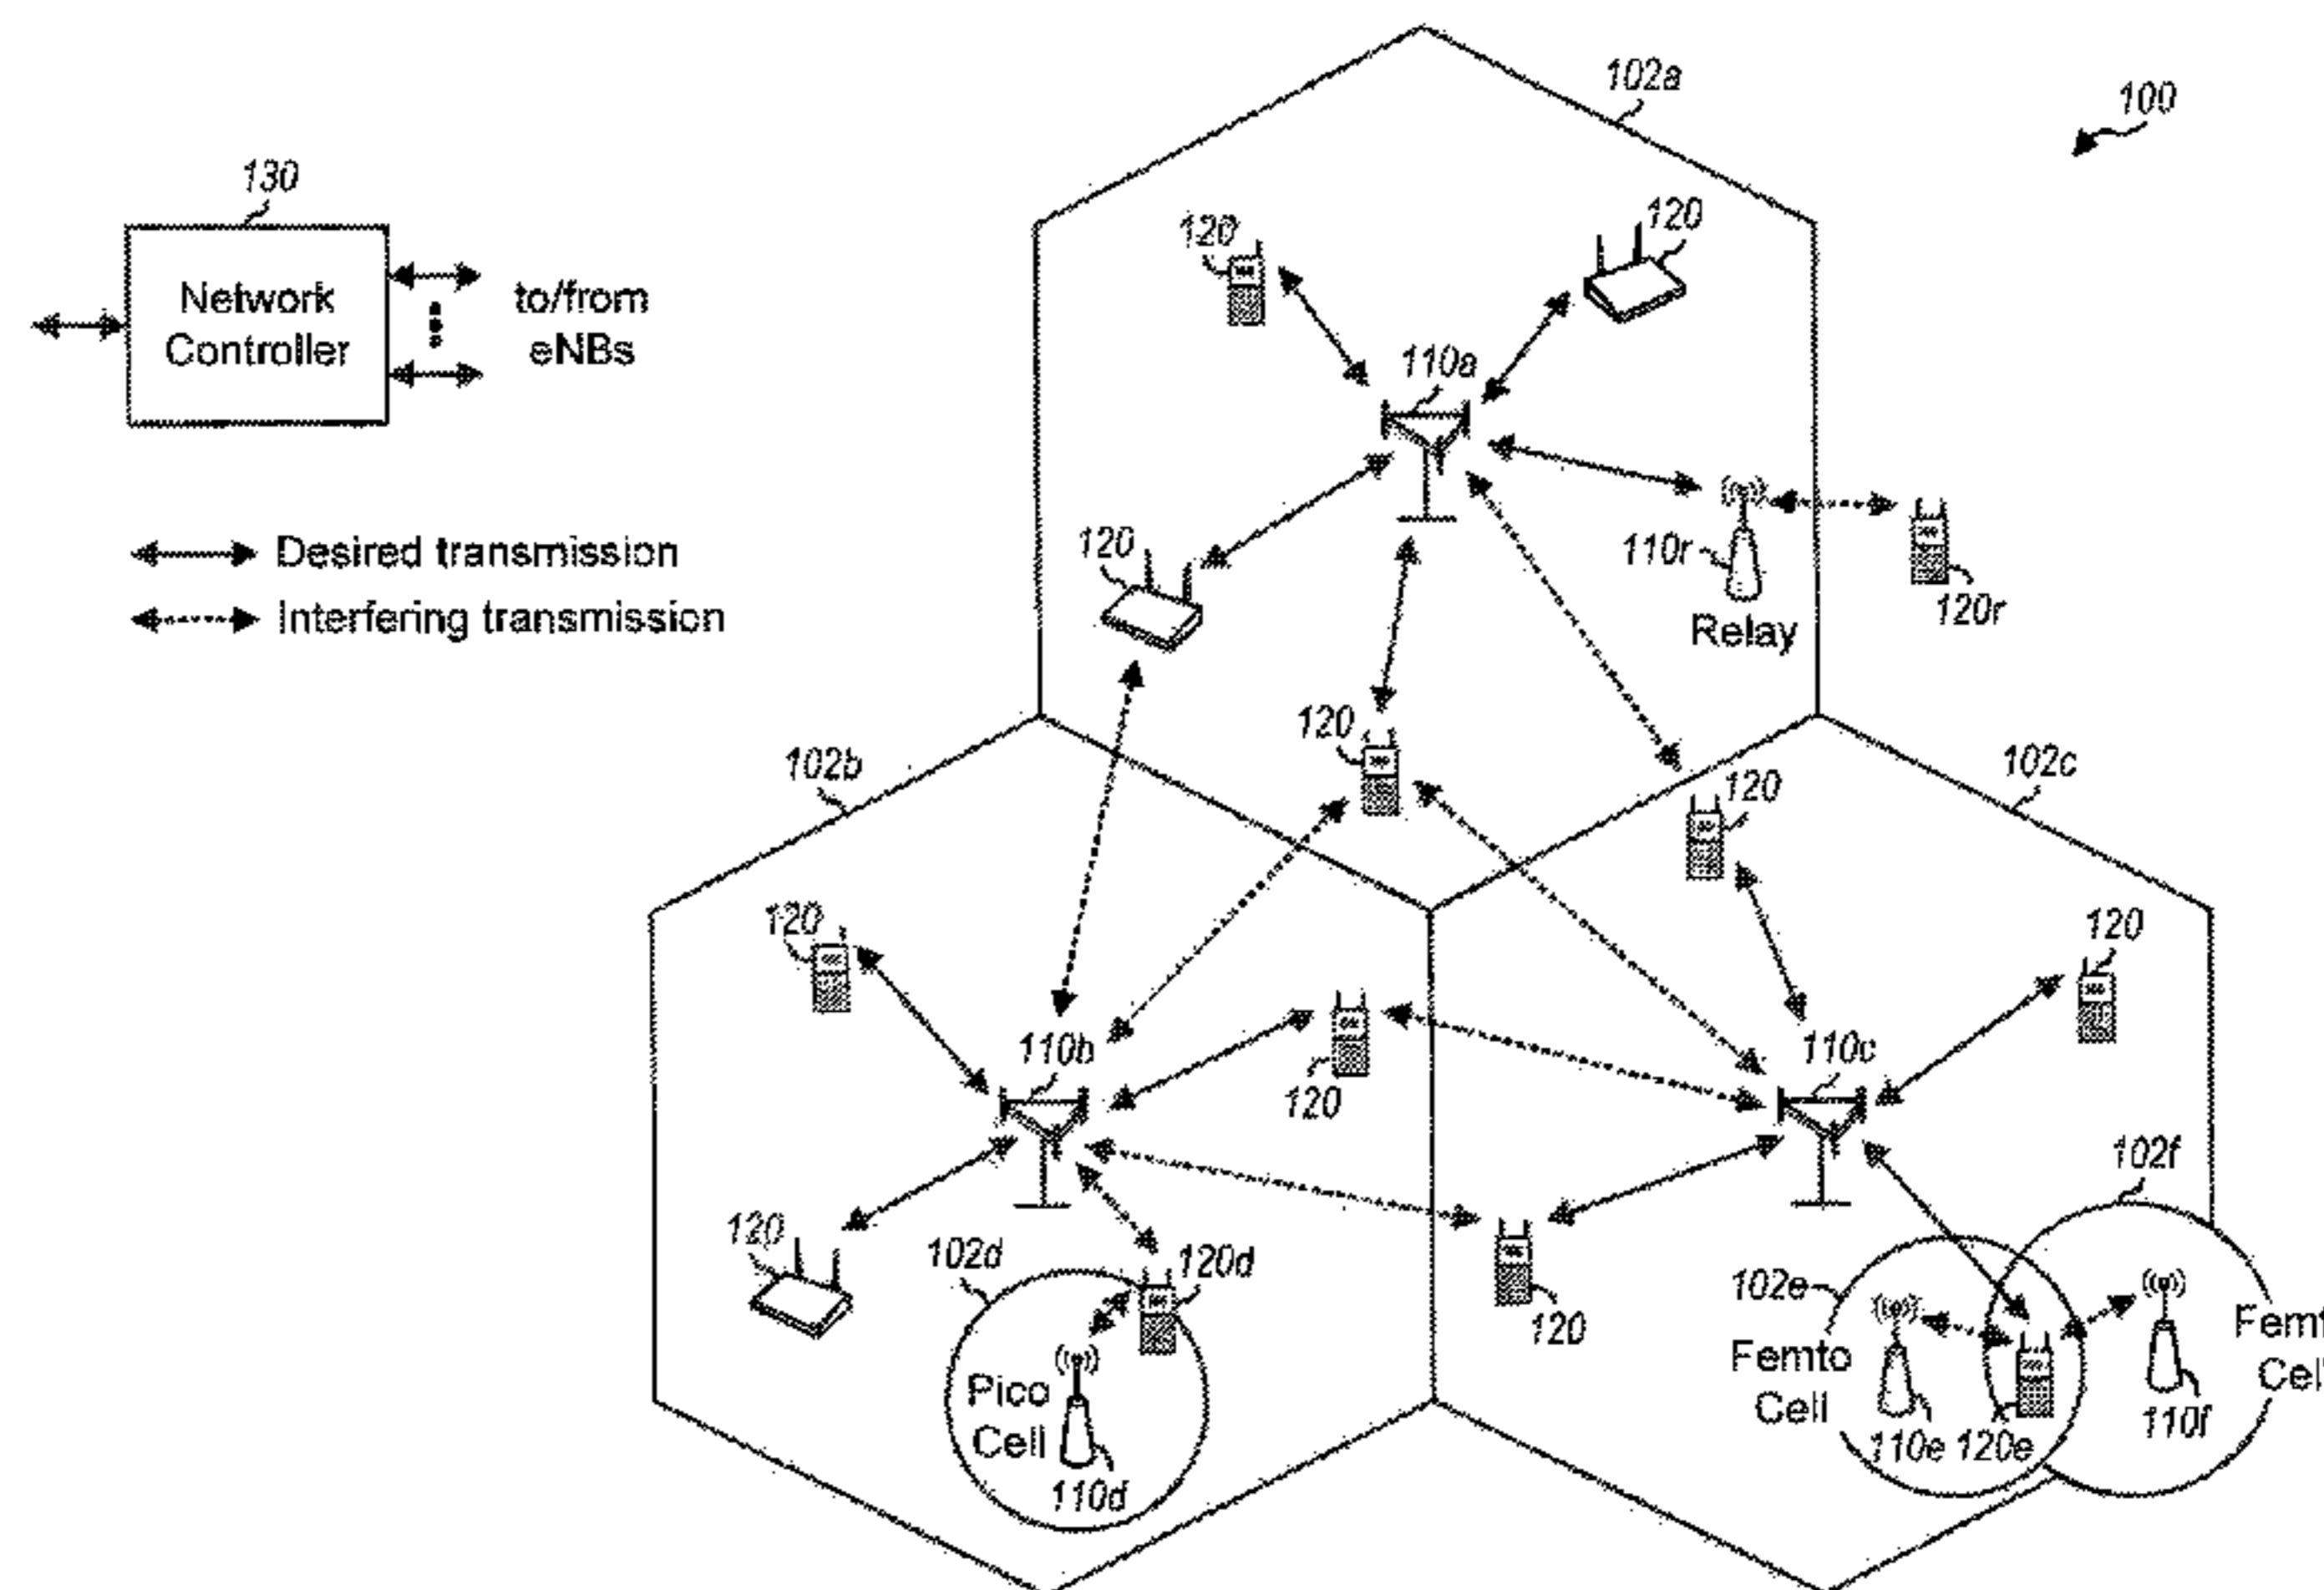 102a
100
130
120
120
Network
Controller
to/from
eNBs
110a
Desired transmission
Interfering transmission
120
110r
120r
Relay
120
102b
120
102c
120
120
110b
120
110c
102f
120
102d
120d
102e
120
Femto
Cell
Pico
Cell
110d
110e
120e
110f